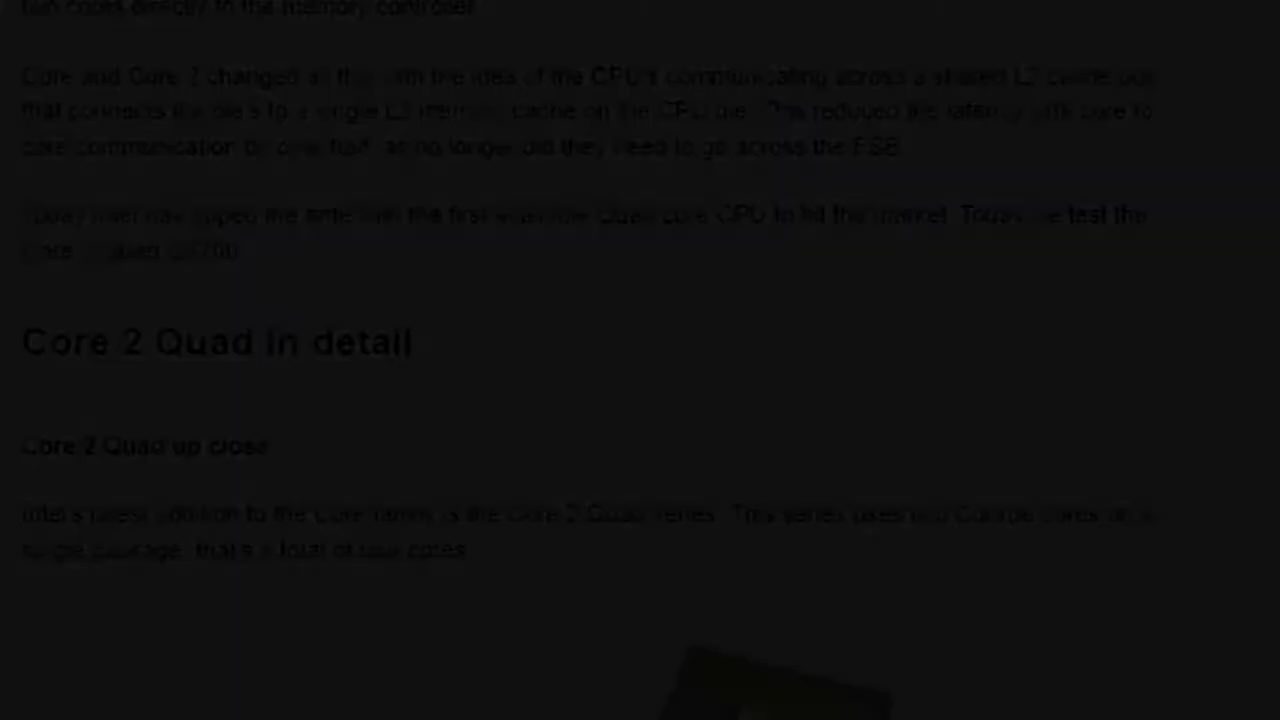 two cores directly to the memory controller.
Core and Core 2 changed all this with the idea of the CPU's communicating across a shared L2 cache bus
that connects the die's to a single L2 memory cache on the CPU die. This reduced the latency with core to
core communication by over half, as no longer did they need to go across the FSB.
Today Intel has upped the ante with the first Quad core CPU to hit the market. Today we test the
Core 2 Quad
Core 2 Quad in detail
Core 2 Quad up close
Intel's latest addition to the Core family is the Core 2 Quad series. This series uses two Conroe cores on a
single package, that's a total of four cores